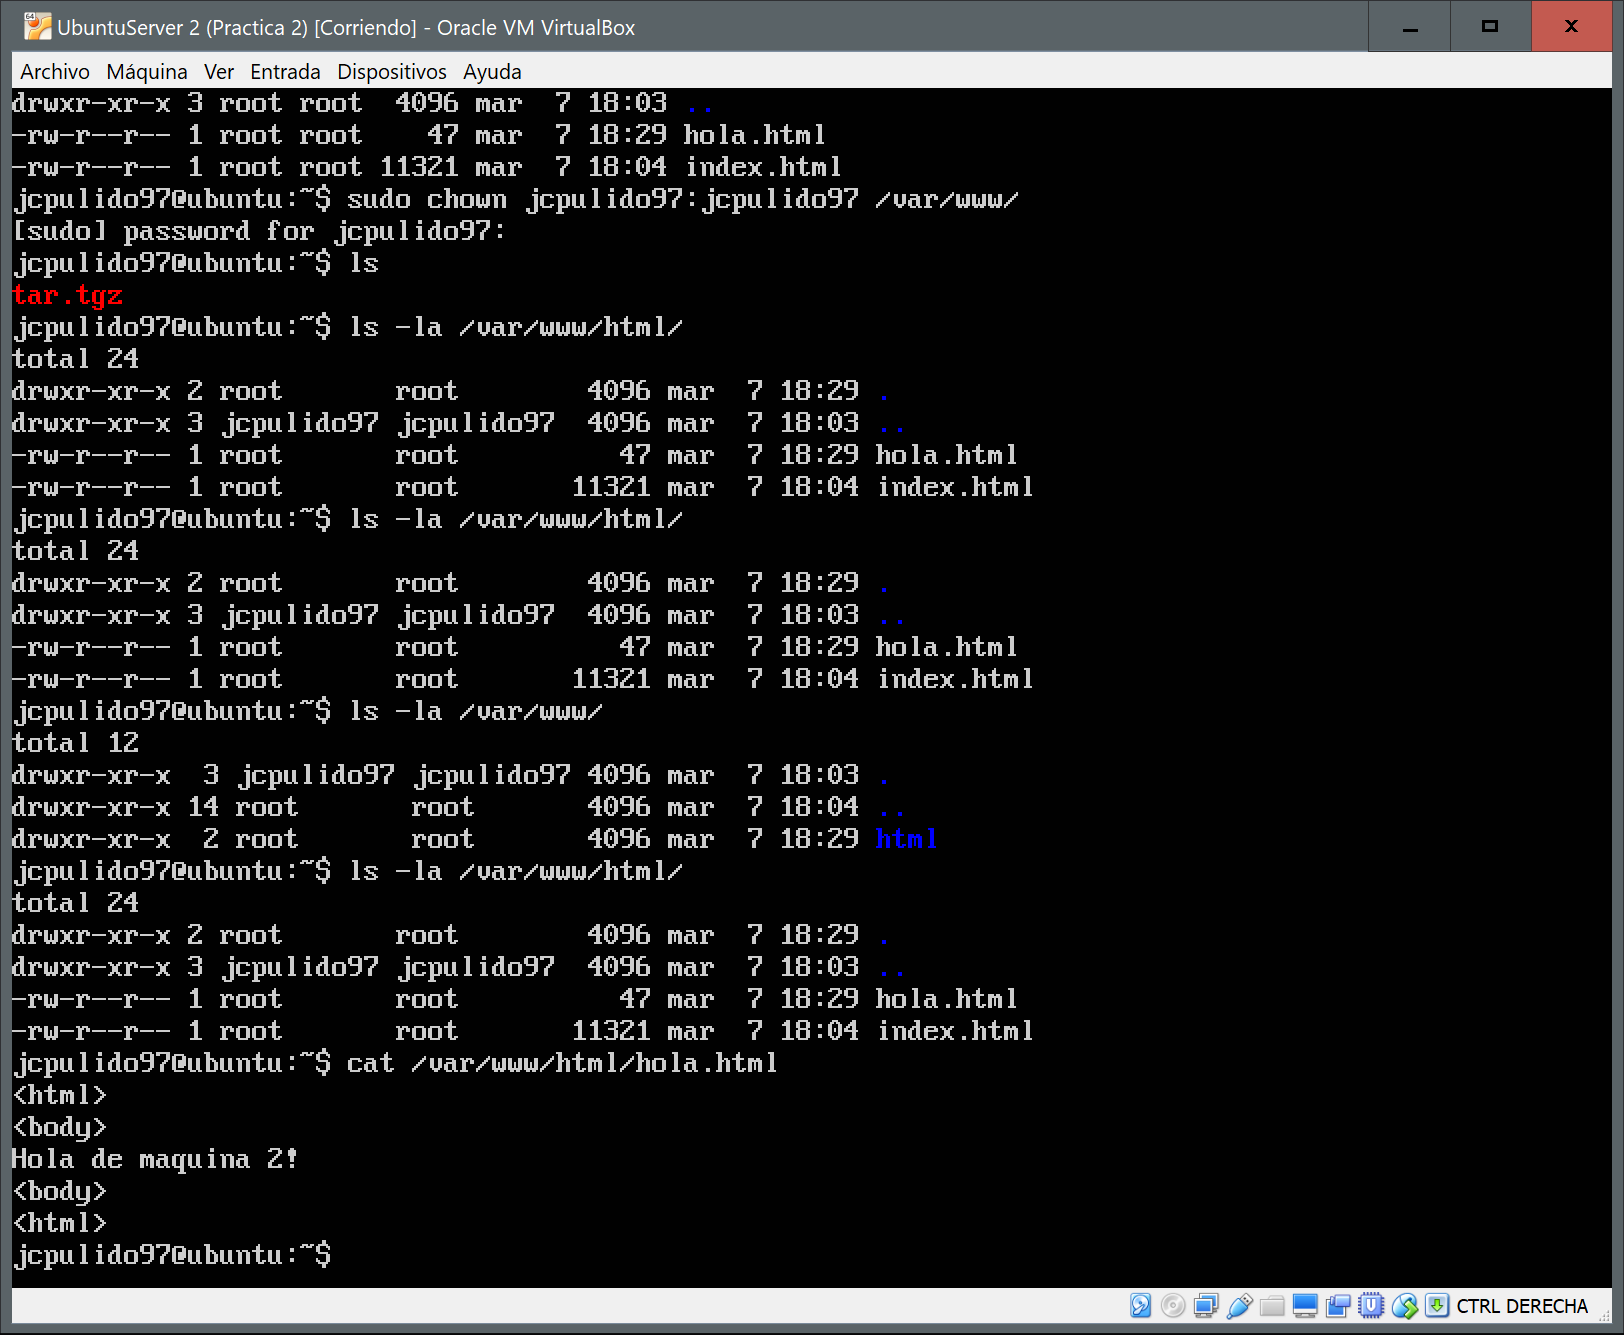 UbuntuServer 2 (Practica 2) [Corriendo] - Oracle VM VirtualBox
Archivo Máquina Ver Entrada Dispositivos Ayuda
drwxr-xr-x 3 root root  4096 mar  7 18:03 ..
-rw-r--r-- 1 root root    47 mar  7 18:29 hola.html
-rw-r--r-- 1 root root 11321 mar  7 18:04 index.html
jcpulido97@ubuntu:~$ sudo chown jcpulido97:jcpulido97 /var/www/
[sudo] password for jcpulido97:
jcpulido97@ubuntu:~$ ls
tar.tgz
jcpulido97@ubuntu:~$ ls -la /var/www/html/
total 24
drwxr-xr-x 2 root       root        4096 mar  7 18:29 .
drwxr-xr-x 3 jcpulido97 jcpulido97  4096 mar  7 18:03 ..
-rw-r--r-- 1 root       root          47 mar  7 18:29 hola.html
-rw-r--r-- 1 root       root       11321 mar  7 18:04 index.html
jcpulido97@ubuntu:~$ ls -la /var/www/html/
total 24
drwxr-xr-x 2 root       root        4096 mar  7 18:29 .
drwxr-xr-x 3 jcpulido97 jcpulido97  4096 mar  7 18:03 ..
-rw-r--r-- 1 root       root          47 mar  7 18:29 hola.html
-rw-r--r-- 1 root       root       11321 mar  7 18:04 index.html
jcpulido97@ubuntu:~$ ls -la /var/www/
total 12
drwxr-xr-x  3 jcpulido97 jcpulido97 4096 mar  7 18:03 .
drwxr-xr-x 14 root       root       4096 mar  7 18:04 ..
drwxr-xr-x  2 root       root       4096 mar  7 18:29 html
jcpulido97@ubuntu:~$ ls -la /var/www/html/
total 24
drwxr-xr-x 2 root       root        4096 mar  7 18:29 .
drwxr-xr-x 3 jcpulido97 jcpulido97  4096 mar  7 18:03 ..
-rw-r--r-- 1 root       root          47 mar  7 18:29 hola.html
-rw-r--r-- 1 root       root       11321 mar  7 18:04 index.html
jcpulido97@ubuntu:~$ cat /var/www/html/hola.html
<html>
<body>
Hola de maquina 2!
<body>
<html>
jcpulido97@ubuntu:~$
CTRL DERECHA